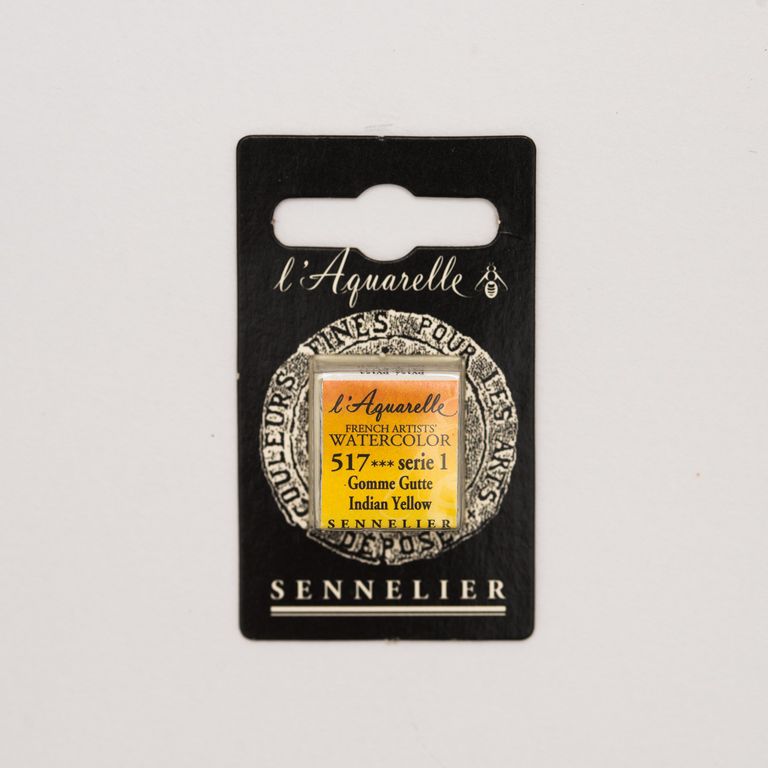 l'Aquarelle
COULEURS FINES POUR LES ARTS
DÉPOSÉ
l'Aquarelle
FRENCH ARTISTS'
WATERCOLOR
517*** serie 1
Gomme Gutte
Indian Yellow
SENNELIER
SENNELIER